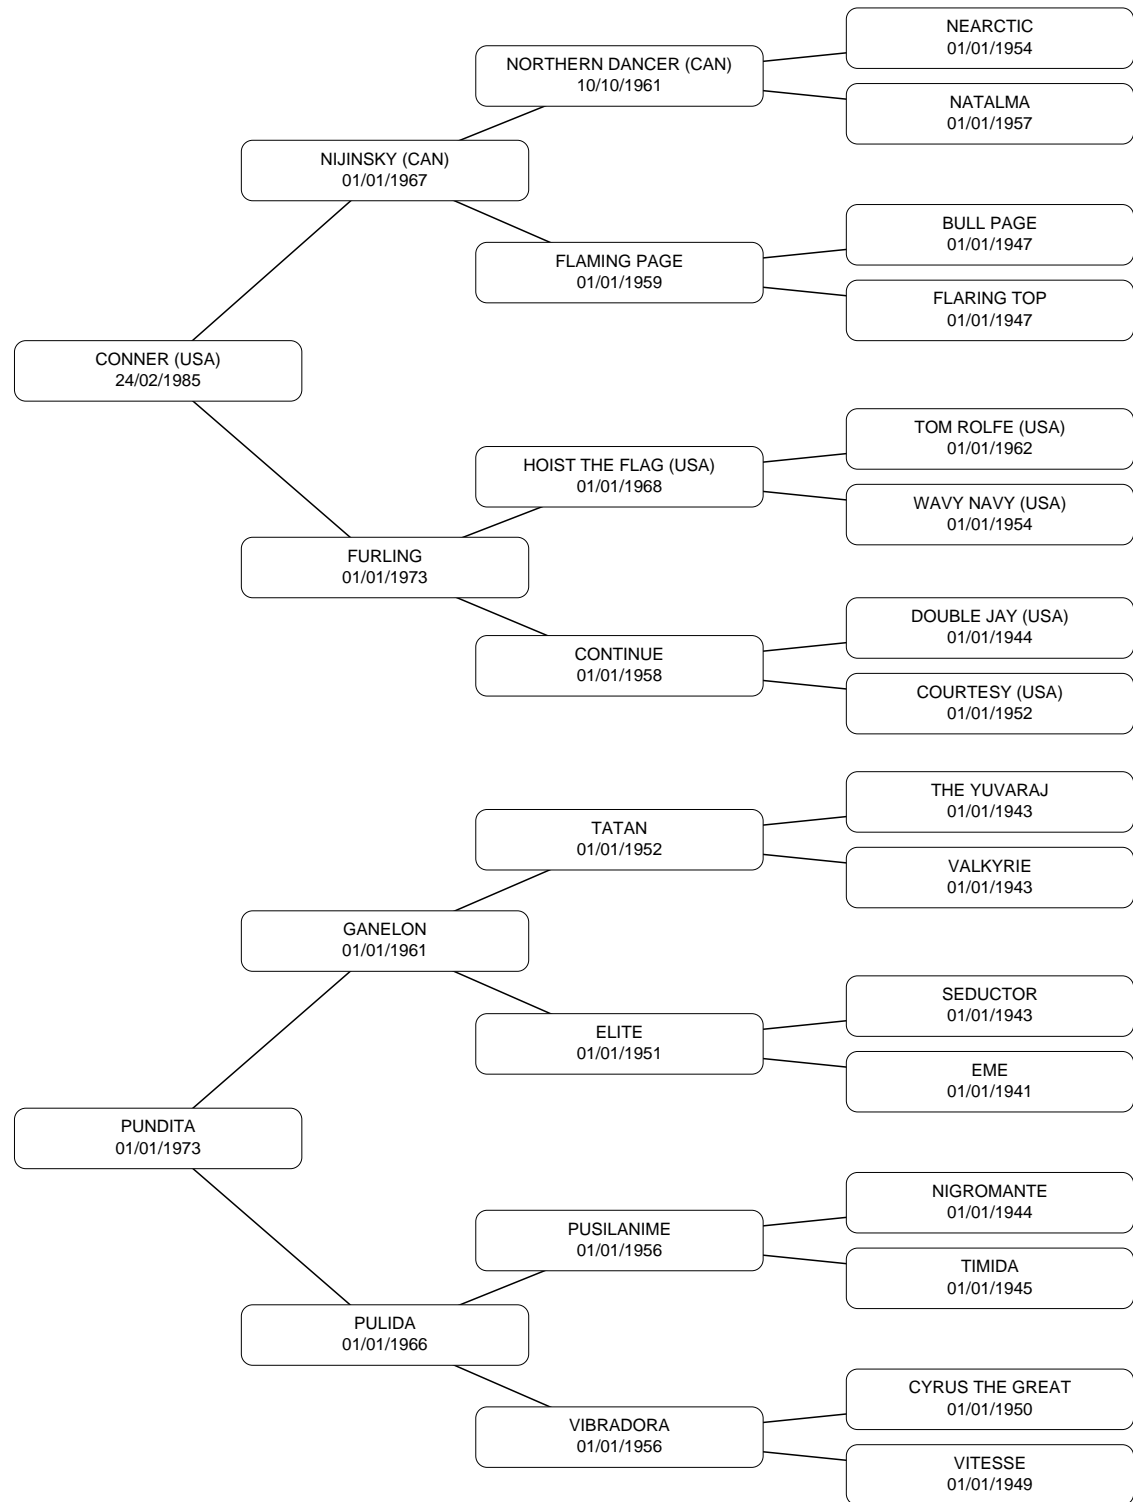 NEARCTIC
01/01/1954
NORTHERN DANCER (CAN)
10/10/1961
NATALMA
01/01/1957
NIJINSKY (CAN)
01/01/1967
BULL PAGE
01/01/1947
FLAMING PAGE
01/01/1959
FLARING TOP
01/01/1947
CONNER (USA)
24/02/1985
TOM ROLFE (USA)
01/01/1962
HOIST THE FLAG (USA)
01/01/1968
WAVY NAVY (USA)
01/01/1954
FURLING
01/01/1973
DOUBLE JAY (USA)
01/01/1944
CONTINUE
01/01/1958
COURTESY (USA)
01/01/1952
THE YUVARAJ
01/01/1943
TATAN
01/01/1952
VALKYRIE
01/01/1943
GANELON
01/01/1961
SEDUCTOR
01/01/1943
ELITE
01/01/1951
EME
01/01/1941
PUNDITA
01/01/1973
NIGROMANTE
01/01/1944
PUSILANIME
01/01/1956
TIMIDA
01/01/1945
PULIDA
01/01/1966
CYRUS THE GREAT
01/01/1950
VIBRADORA
01/01/1956
VITESSE
01/01/1949